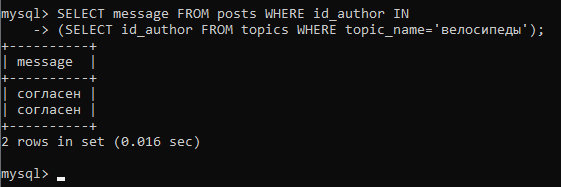 mysql> SELECT message FROM posts WHERE id_author IN
    -> (SELECT id_author FROM topics WHERE topic_name='велосипеды');
+----------+
| message  |
+----------+
| согласен |
| согласен |
+----------+
2 rows in set (0.016 sec)

mysql>